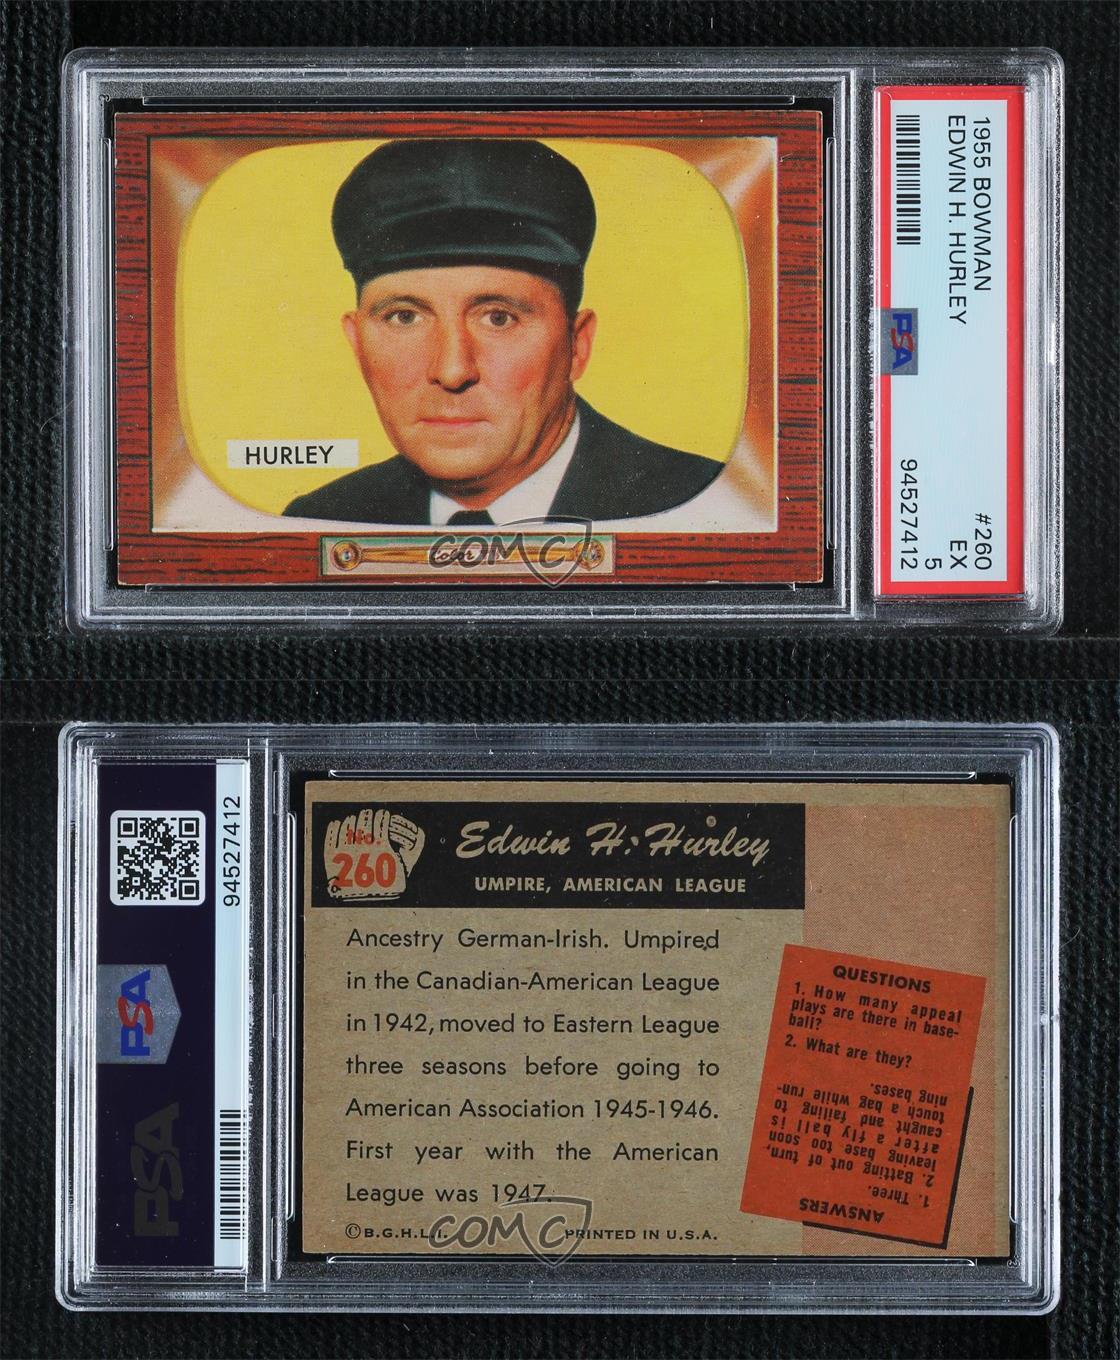 1955 BOWMAN
EDWIN H. HURLEY
#260
EX
5
94527412
PSA
HURLEY
Color TV
COMC
94527412
PSA
PSA
No.
260
Edwin H. Hurley
UMPIRE, AMERICAN LEAGUE
Ancestry German-Irish. Umpired
in the Canadian-American League
in 1942, moved to Eastern League
three seasons before going to
American Association 1945-1946.
First year with the American
League was 1947.
©B.G.H.L.I.
PRINTED IN U.S.A.
COMC
QUESTIONS
1. How many appeal
plays are there in base-
ball?
2. What are they?
ANSWERS
1. Three.
2. Batting out of turn,
leaving base too soon
after a fly ball is
caught and failing to
touch a bag while run-
ning bases.